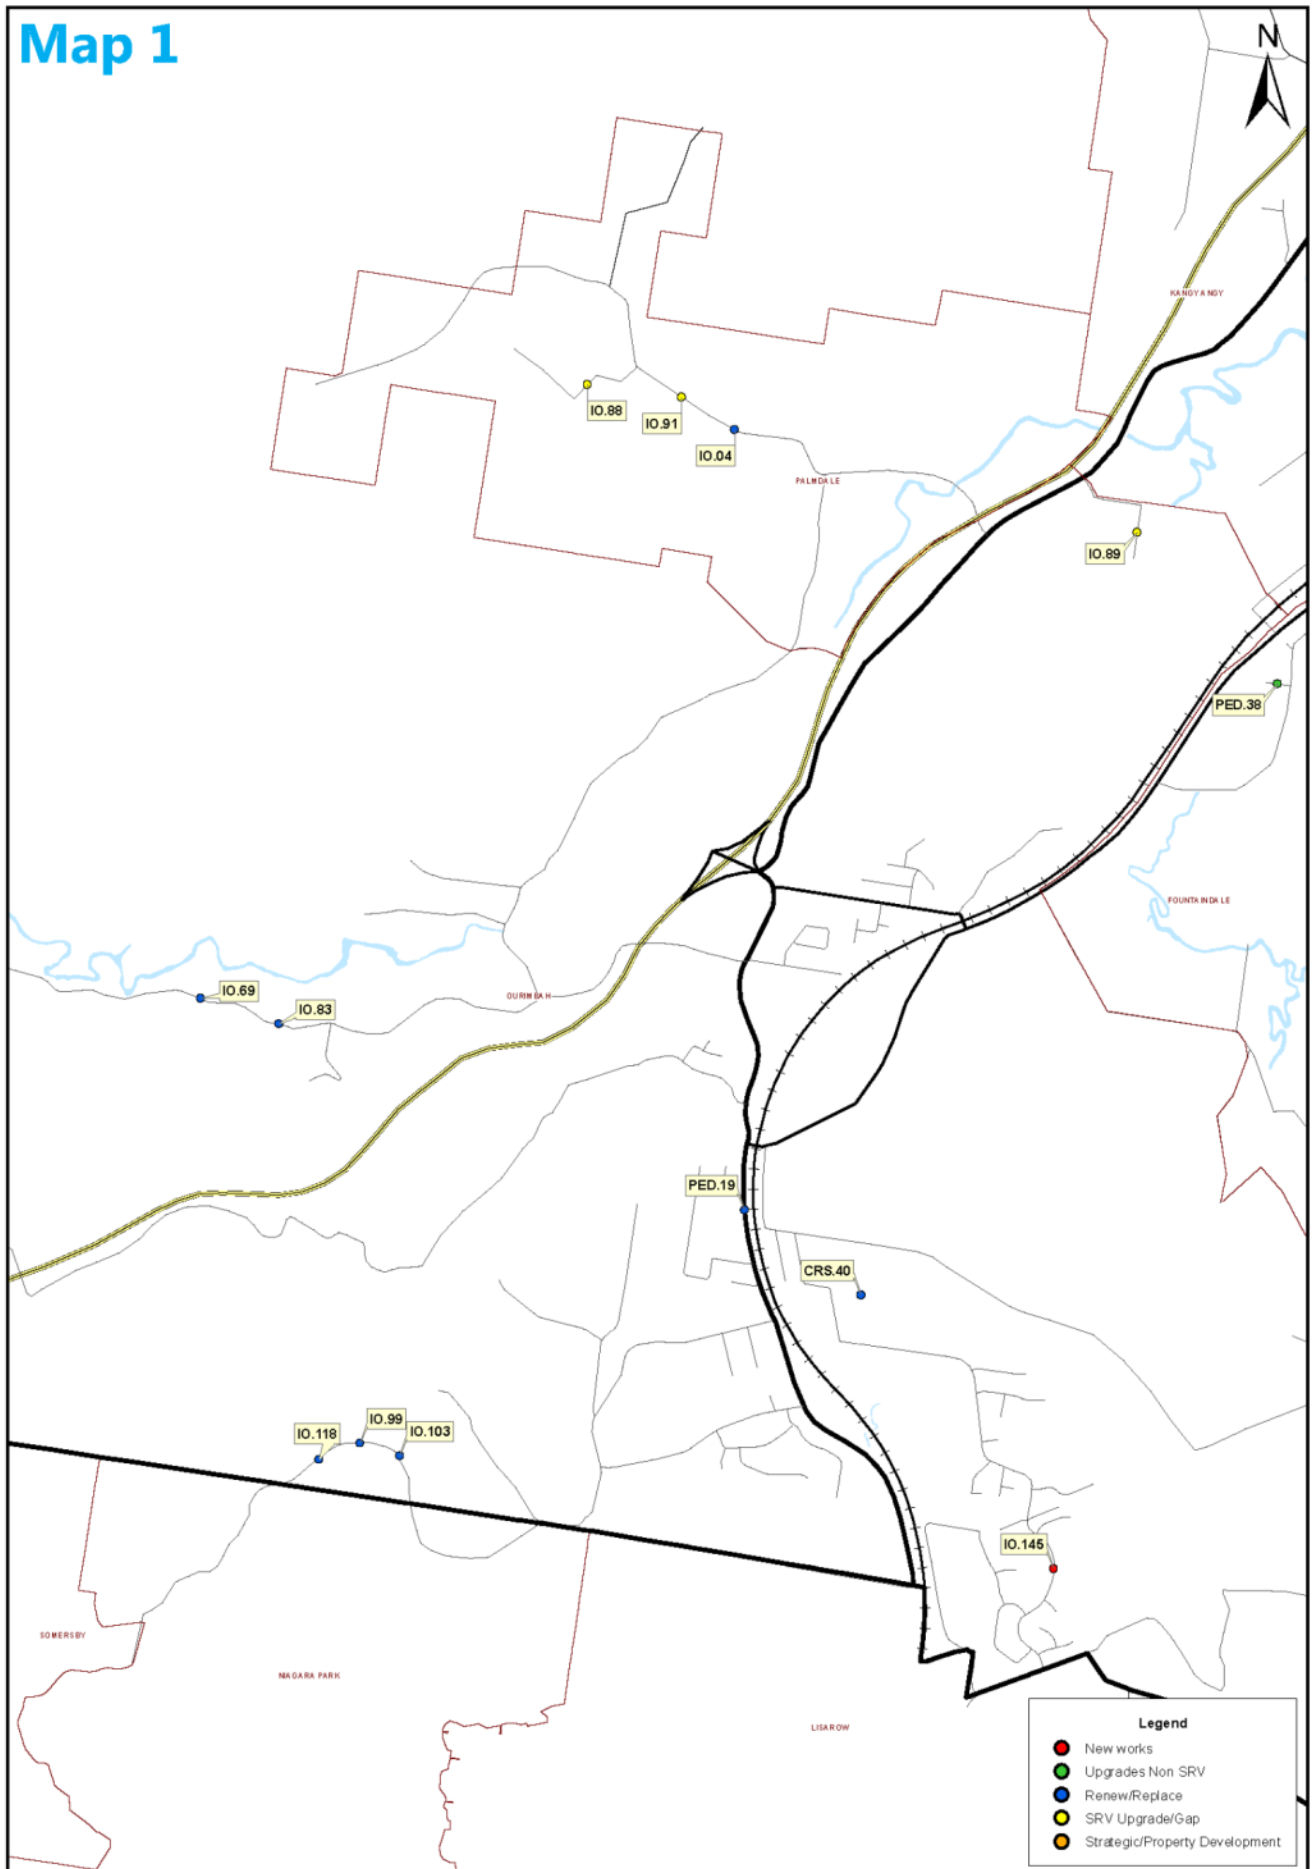 Map 1
N
KANGY ANGY
IO.88
IO.91
IO.04
PALMDALE
IO.89
PED.38
FOUNTAINDALE
IO.69
IO.83
OURIMBAH
PED.19
CRS.40
IO.118
IO.99
IO.103
IO.145
SOMERSBY
NIAGARA PARK
LISAROW
Legend
New works
Upgrades Non SRV
Renew/Replace
SRV Upgrade/Gap
Strategic/Property Development